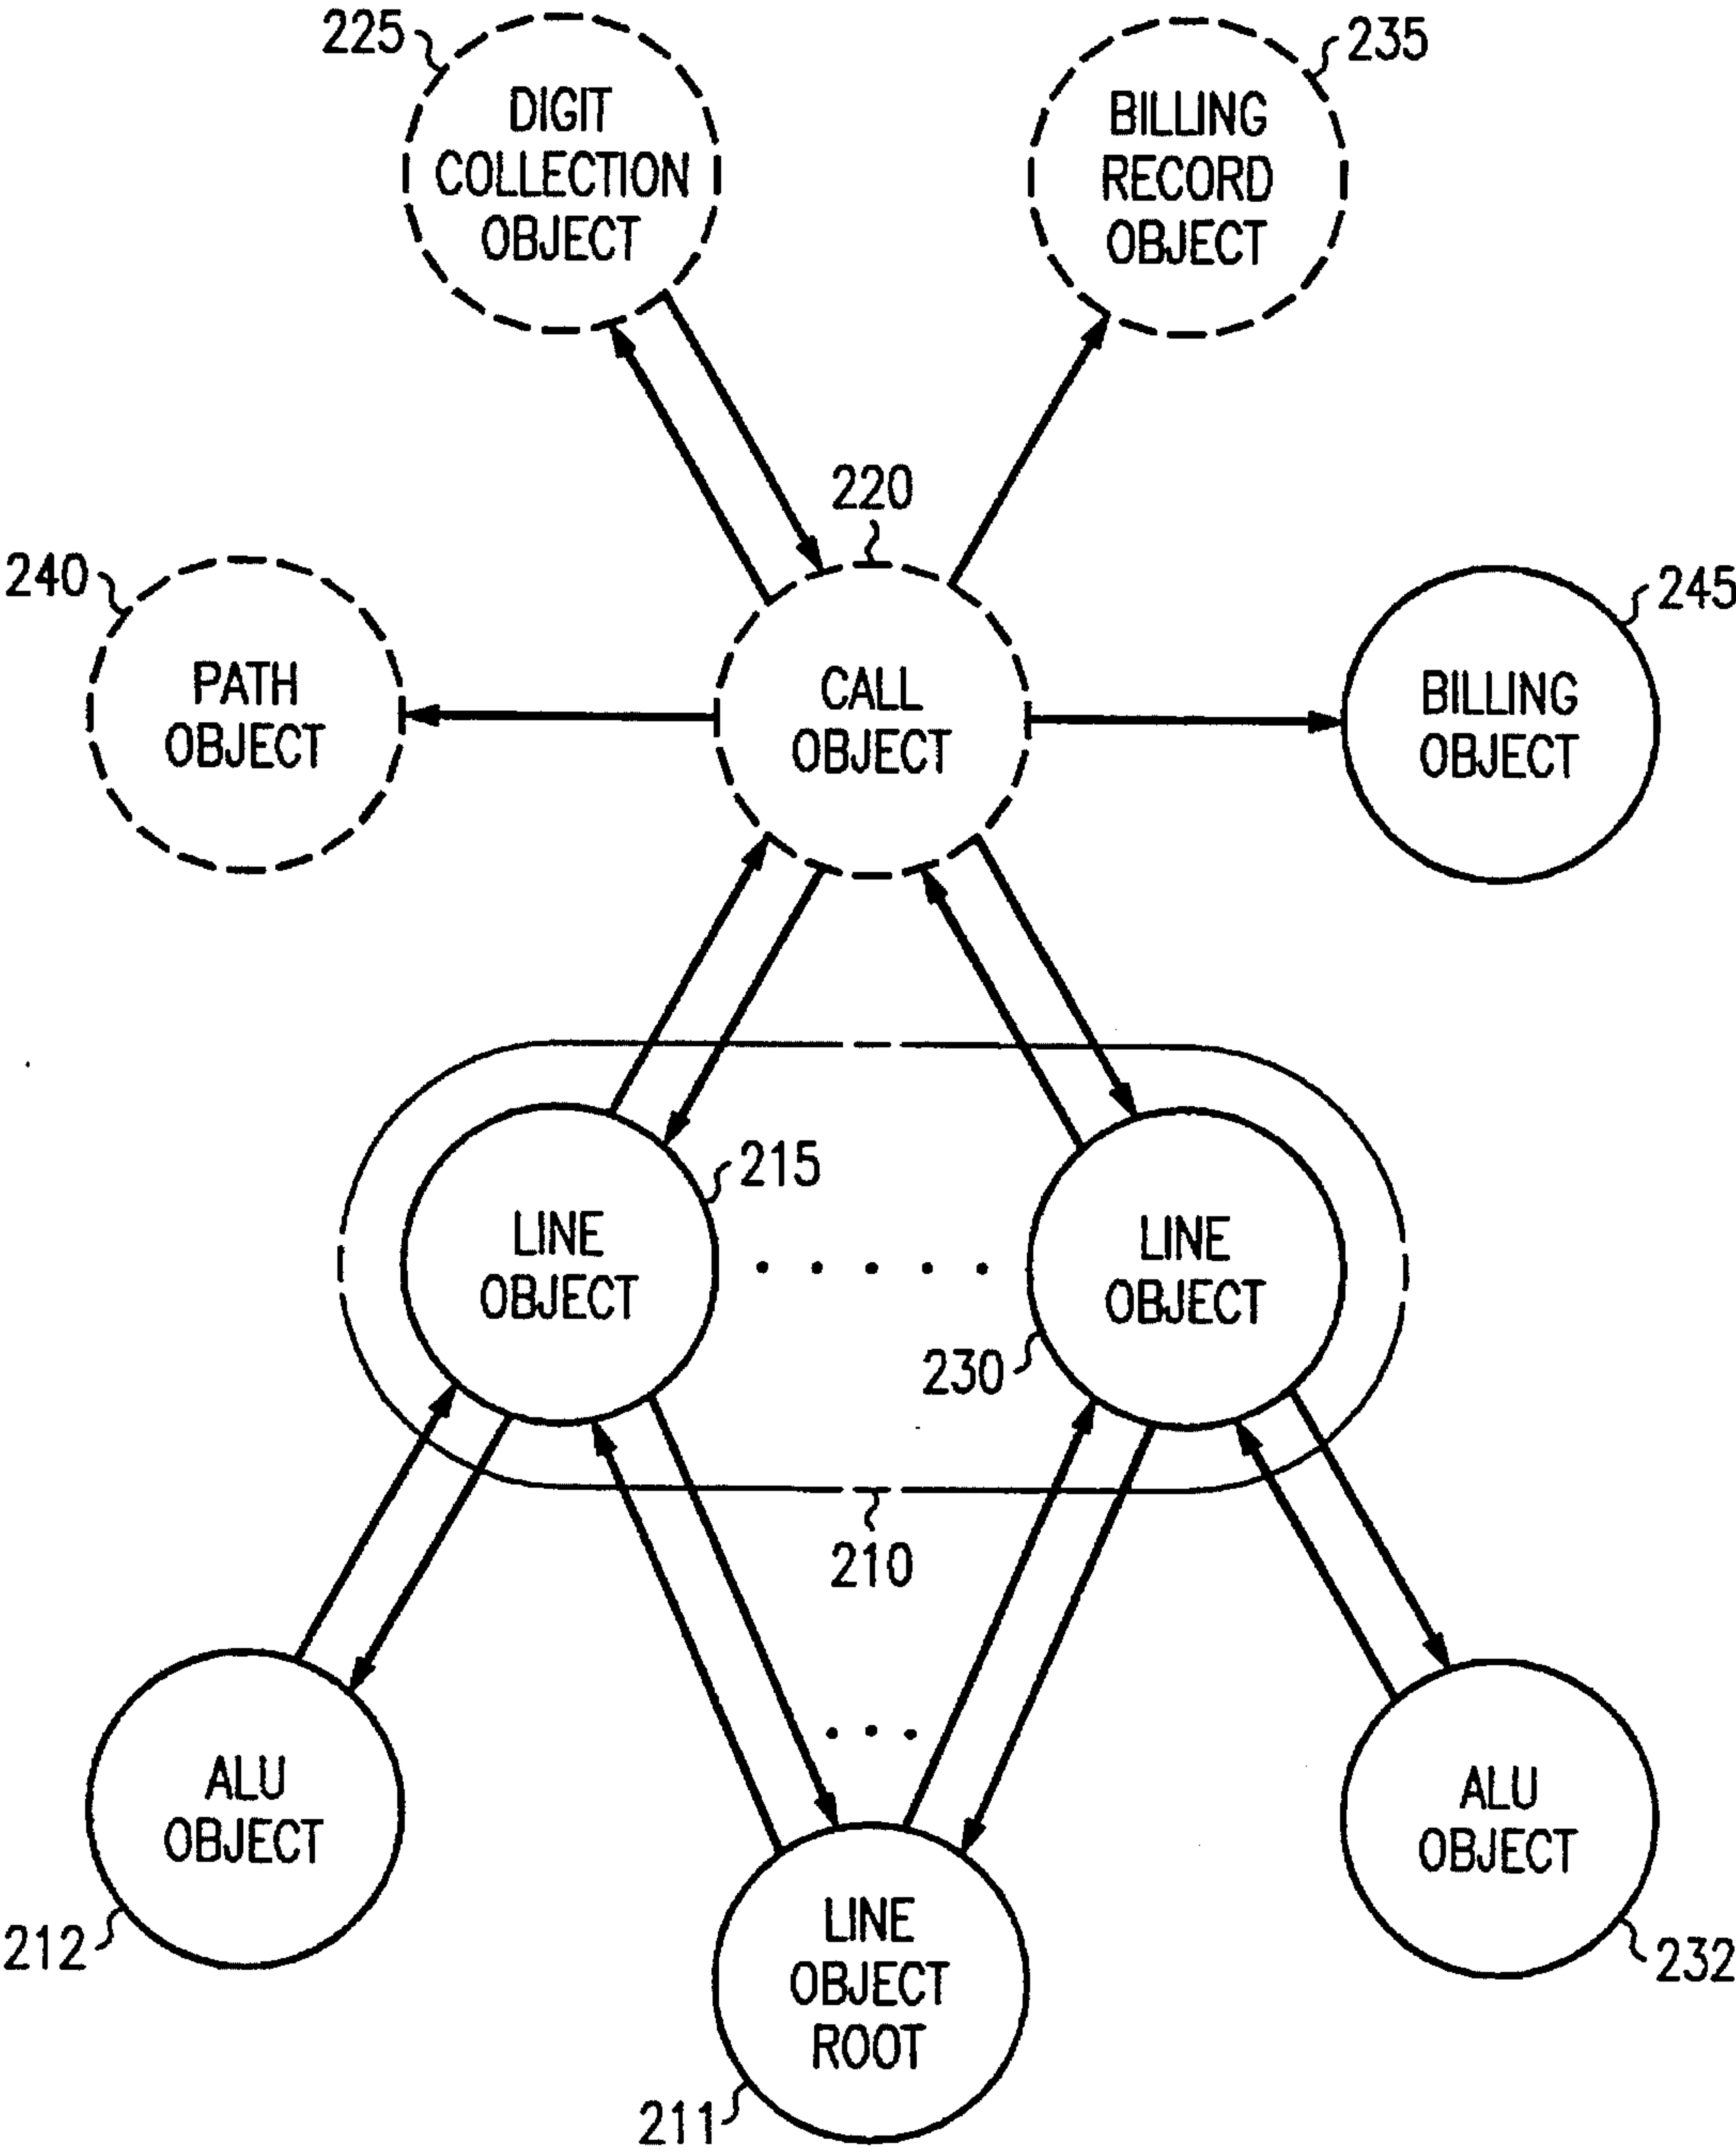 225
DIGIT
COLLECTION
OBJECT
235
BILLING
RECORD
OBJECT
220
240
PATH
OBJECT
CALL
OBJECT
245
BILLING
OBJECT
215
LINE
OBJECT
230
LINE
OBJECT
210
ALU
OBJECT
212
LINE
OBJECT
ROOT
211
ALU
OBJECT
232